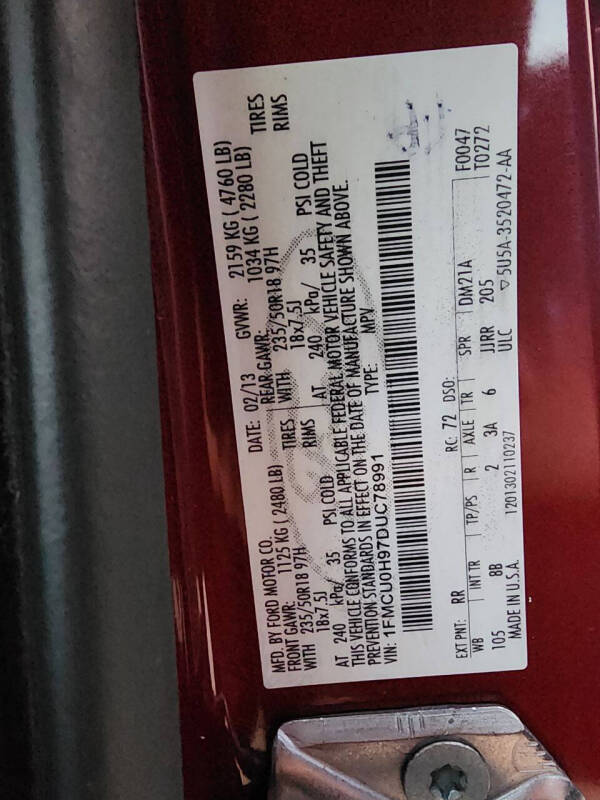 MFD. BY FORD MOTOR CO. DATE: 02/13 GVWR: 2159 KG ( 4760 LB)
FRONT GAWR: 1125 KG ( 2480 LB) REAR GAWR: 1034 KG ( 2280 LB)
WITH 235/50R18 97H TIRES WITH 235/50R18 97H TIRES
18x7.5J RIMS 18x7.5J RIMS
AT 240 kPa/ 35 PSI COLD AT 240 kPa/ 35 PSI COLD
THIS VEHICLE CONFORMS TO ALL APPLICABLE FEDERAL MOTOR VEHICLE SAFETY AND THEFT
PREVENTION STANDARDS IN EFFECT ON THE DATE OF MANUFACTURE SHOWN ABOVE.
VIN: 1FMCU0H97DUC78991 TYPE: MPV
EXT PNT: RR RC: 72 DSO: F0047
WB INT TR TP/PS R AXLE TR SPR DM21A T0272
105 8B 2 3A 6 JJRR 205
MADE IN U.S.A. 1201302110237 ULC ▽5U5A-3520472-AA